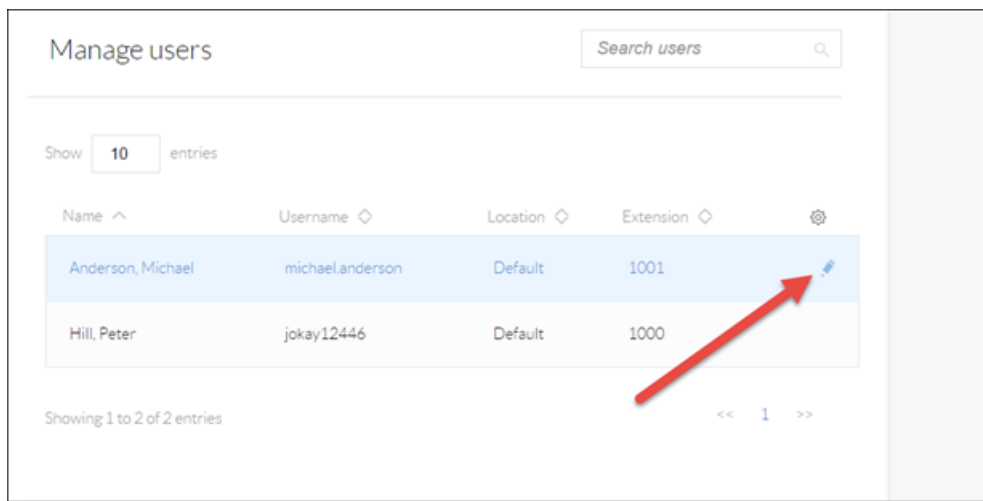 Manage users
Search users
Show 10 entries
Name Username Location Extension
Anderson, Michael michael.anderson Default 1001
Hill, Peter jokay12446 Default 1000
Showing 1 to 2 of 2 entries << 1 >>